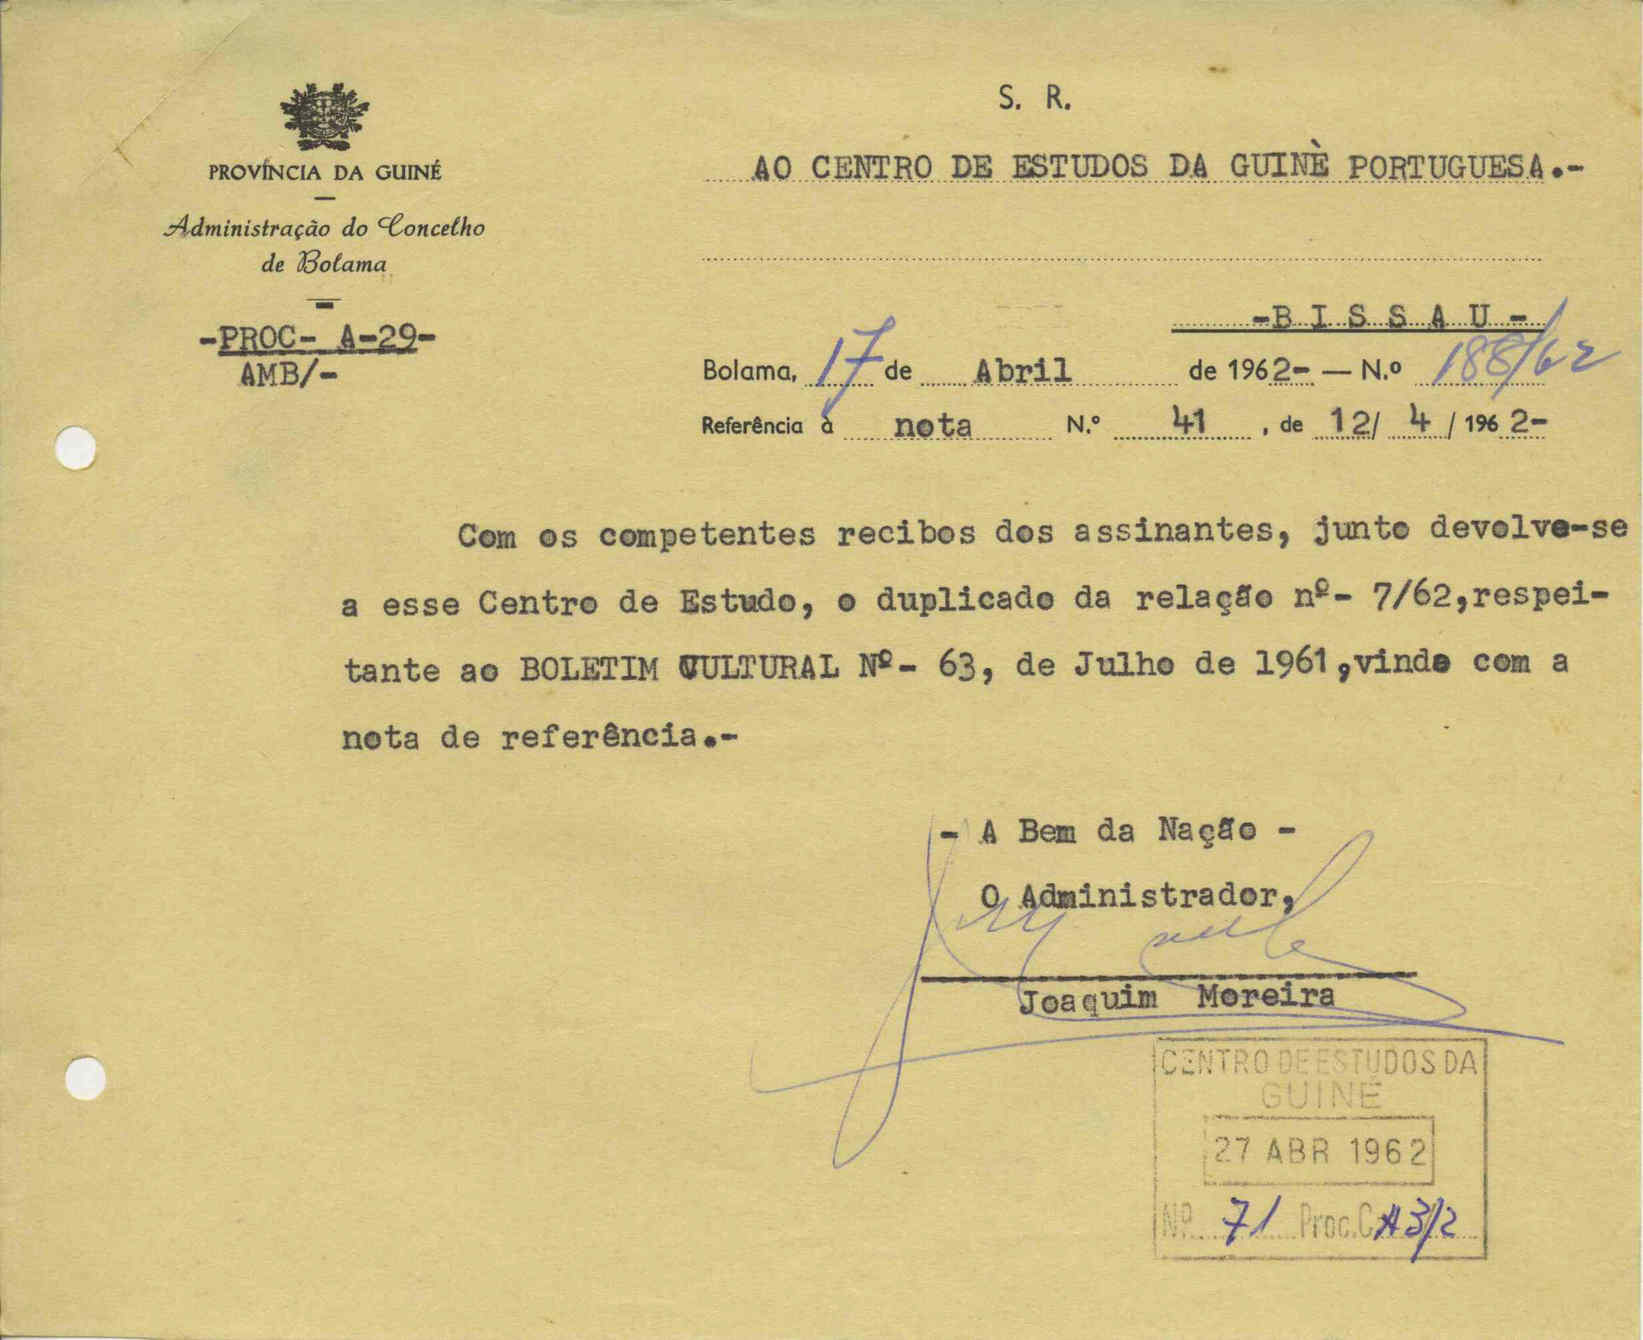 S. R.
PROVÍNCIA DA GUINÉ
Administração do Concelho
de Bolama
-PROC- A-29-
AMB/-
AO CENTRO DE ESTUDOS DA GUINÈ PORTUGUESA.-
-B I S S A U -
Bolama, 17 de Abril de 1962- — N.º 188/62
Referência à nota N.º 41 , de 12/ 4 / 1962-
Com os competentes recibos dos assinantes, junto devolve-se
a esse Centro de Estudo, o duplicado da relação nº- 7/62,respei-
tante ao BOLETIM CULTURAL Nº- 63, de Julho de 1961,vindo com a
nota de referência.-
- A Bem da Nação -
O Administrador,
Joaquim Moreira
CENTRO DE ESTUDOS DA
GUINÉ
27 ABR 1962
Nº 71 Proc.C A3/2